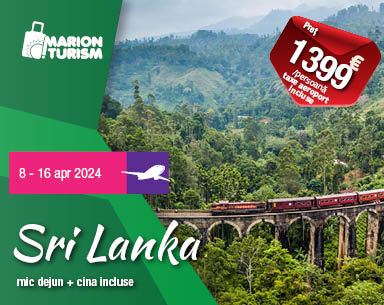 MARION
TURISM
Preț
1399€
/persoană
taxe aeroport
incluse
8 - 16 apr 2024
Sri Lanka
mic dejun + cina incluse